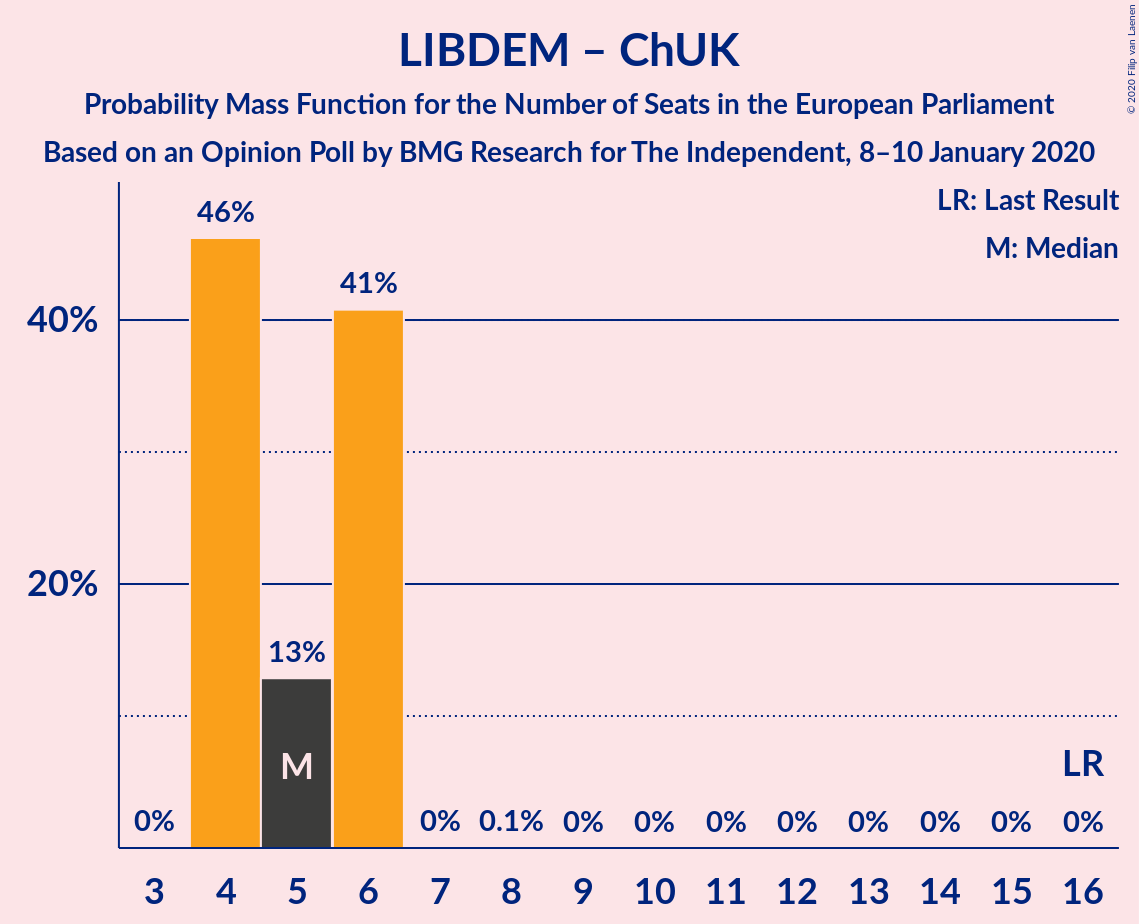 LIBDEM – ChUK
Probability Mass Function for the Number of Seats in the European Parliament
Based on an Opinion Poll by BMG Research for The Independent, 8–10 January 2020
© 2020 Filip van Laenen
LR: Last Result
M: Median
46%
41%
40%
20%
13%
M
LR
0% 0% 0.1% 0% 0% 0% 0% 0% 0% 0% 0%
3 4 5 6 7 8 9 10 11 12 13 14 15 16